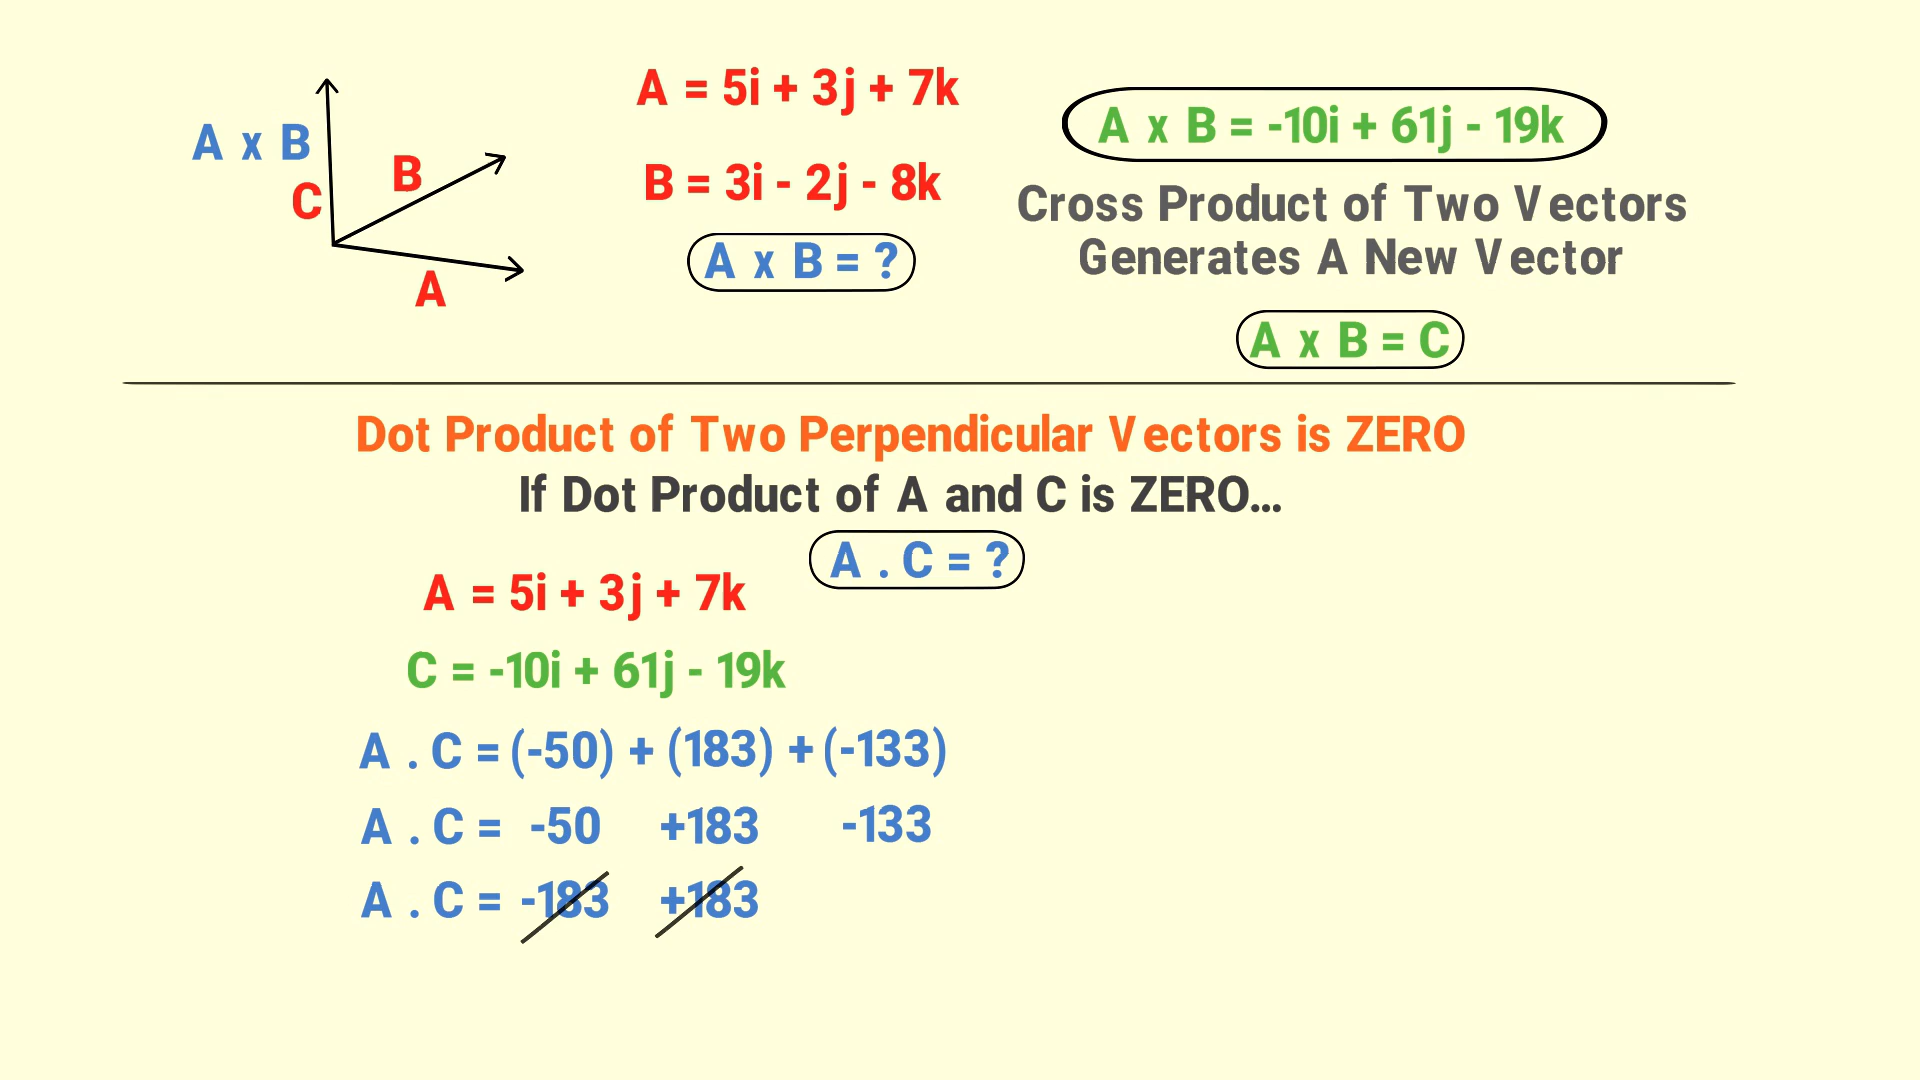 A x B
C
B
A
A = 5i + 3j + 7k
B = 3i - 2j - 8k
A x B = ?
A x B = -10i + 61j - 19k
Cross Product of Two Vectors
Generates A New Vector
A x B = C
Dot Product of Two Perpendicular Vectors is ZERO
If Dot Product of A and C is ZERO...
A . C = ?
A = 5i + 3j + 7k
C = -10i + 61j - 19k
A . C = (-50) + (183) + (-133)
A . C = -50 +183 -133
A . C = -183 +183